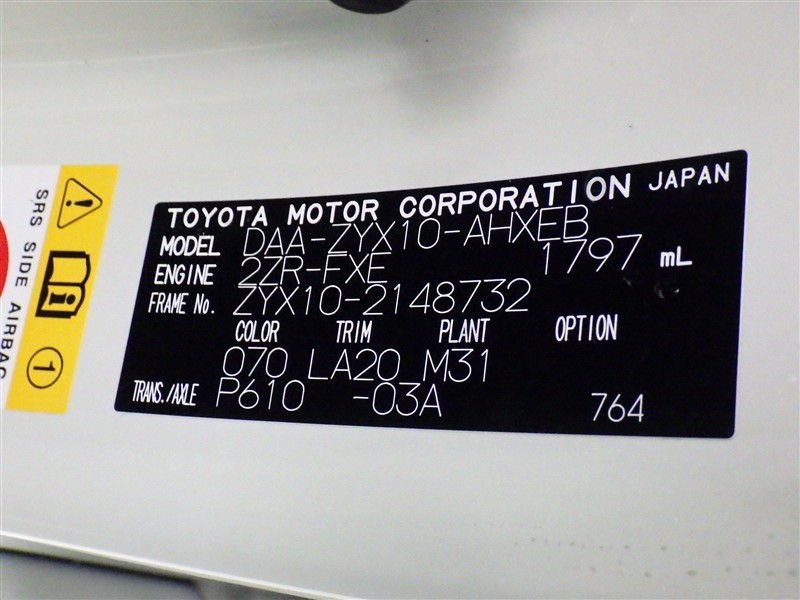 TOYOTA MOTOR CORPORATION JAPAN
MODEL DAA-ZYX10-AHXEB
ENGINE 2ZR-FXE 1797 mL
FRAME No. ZYX10-2148732
COLOR TRIM PLANT OPTION
070 LA20 M31
TRANS./AXLE P610 -03A 764
SRS SIDE AIRBAG
1